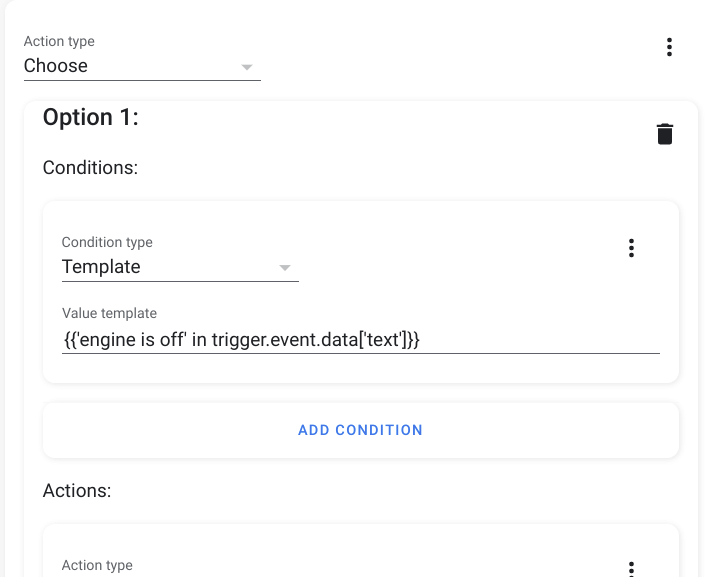 Action type
Choose
Option 1:
Conditions:
Condition type
Template
Value template
{{'engine is off' in trigger.event.data['text']}}
ADD CONDITION
Actions:
Action type